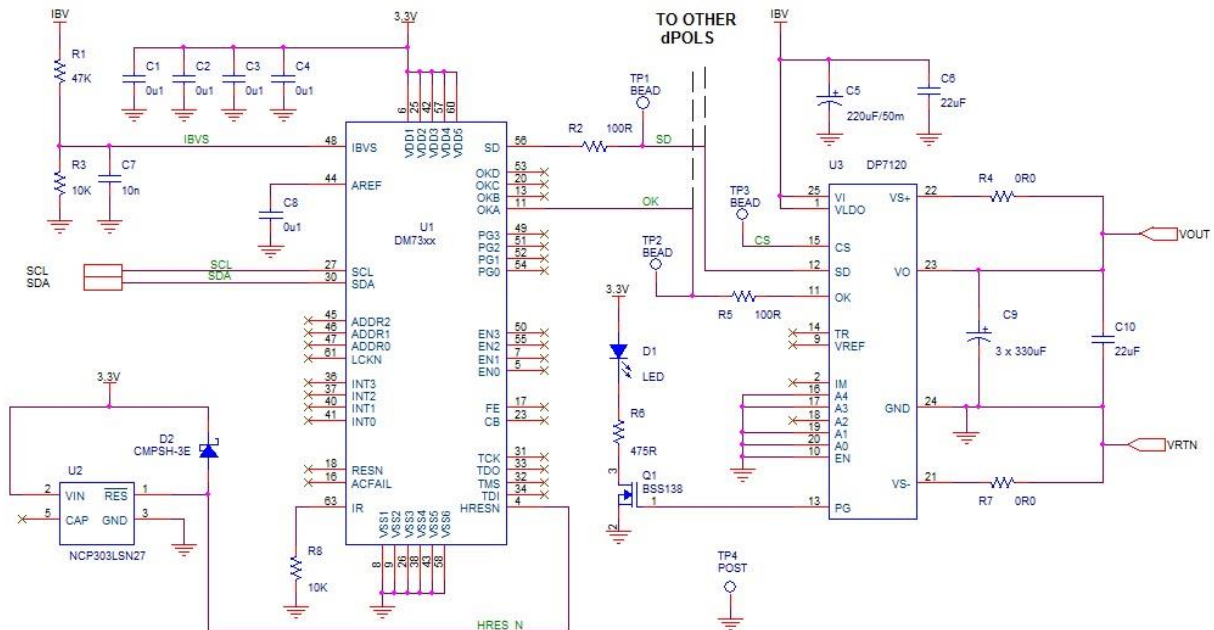 IBV
3.3V
TO OTHER
dPOLS
IBV
R1
47K
C1
0u1
C2
0u1
C3
0u1
C4
0u1
TP1
BEAD
C5
220uF/50m
C6
22uF
6
25
42
57
60
VDD1
VDD2
VDD3
VDD4
VDD5
IBVS
48
IBVS
SD
56
R2
100R
SD
R3
10K
C7
10n
44
AREF
C8
0u1
OKD
53
OKC
20
OKB
13
OKA
11
OK
U1
DM73xx
PG3
49
PG2
51
PG1
52
PG0
54
SCL
SDA
SCL
SDA
27
SCL
30
SDA
45
ADDR2
46
ADDR1
47
ADDR0
61
LCKN
EN3
50
EN2
55
EN1
7
EN0
5
36
INT3
37
INT2
40
INT1
41
INT0
FE
17
CB
23
18
RESN
16
ACFAIL
TCK
31
TDO
33
TMS
32
TDI
34
HRESN
4
63
IR
VSS1
VSS2
VSS3
VSS4
VSS5
VSS6
8
9
26
38
43
58
R8
10K
HRES_N
3.3V
D2
CMPSH-3E
U2
2
VIN
RES
1
5
CAP
GND
3
NCP303LSN27
U3
DP7120
25
VI
1
VLDO
VS+
22
R4
0R0
TP3
BEAD
CS
15
CS
TP2
BEAD
12
SD
VO
23
VOUT
R5
100R
11
OK
14
TR
9
VREF
C9
3 x 330uF
C10
22uF
2
IM
16
A4
17
A3
18
A2
19
A1
20
A0
10
EN
GND
24
VRTN
VS-
21
R7
0R0
13
PG
3.3V
D1
LED
R6
475R
3
Q1
BSS138
1
2
TP4
POST